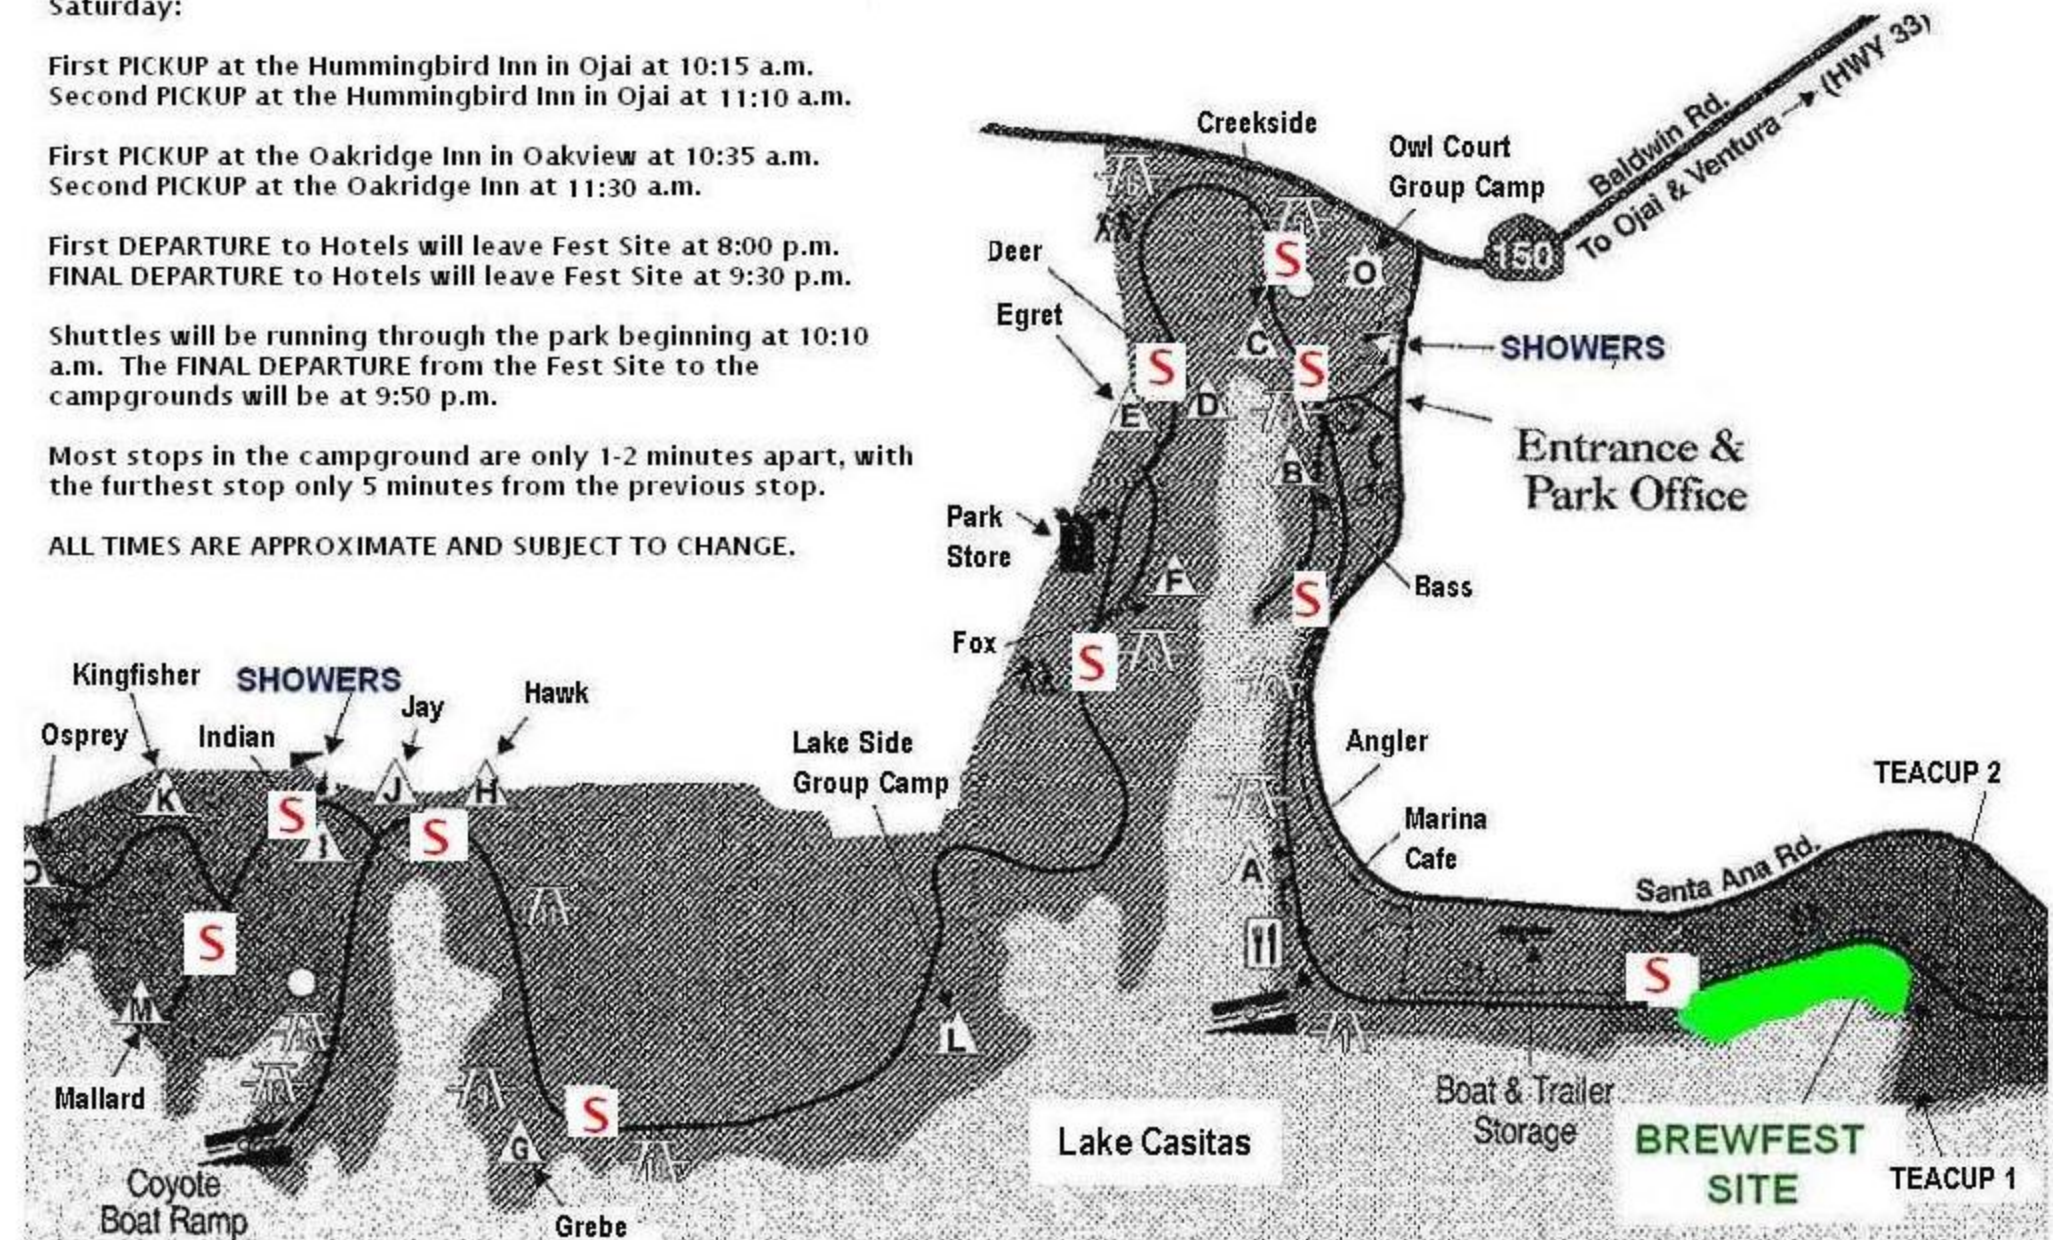 Saturday:
First PICKUP at the Hummingbird Inn in Ojai at 10:15 a.m.
Second PICKUP at the Hummingbird Inn in Ojai at 11:10 a.m.
First PICKUP at the Oakridge Inn in Oakview at 10:35 a.m.
Second PICKUP at the Oakridge Inn at 11:30 a.m.
First DEPARTURE to Hotels will leave Fest Site at 8:00 p.m.
FINAL DEPARTURE to Hotels will leave Fest Site at 9:30 p.m.
Shuttles will be running through the park beginning at 10:10
a.m. The FINAL DEPARTURE from the Fest Site to the
campgrounds will be at 9:50 p.m.
Most stops in the campground are only 1-2 minutes apart, with
the furthest stop only 5 minutes from the previous stop.
ALL TIMES ARE APPROXIMATE AND SUBJECT TO CHANGE.
Baldwin Rd.
To Ojai & Ventura (HWY 33)
150
Creekside
Owl Court
Group Camp
S
O
Deer
Egret
SHOWERS
C
S
S
E
D
Entrance &
Park Office
B
Park
Store
F
Bass
S
Fox
S
Kingfisher
SHOWERS
Jay
Hawk
Osprey
Indian
Lake Side
Group Camp
Angler
Marina
Cafe
TEACUP 2
Santa Ana Rd.
K
J
H
S
I
S
O
A
S
S
M
L
Mallard
Boat & Trailer
Storage
BREWFEST
SITE
TEACUP 1
Lake Casitas
S
G
Grebe
Coyote
Boat Ramp